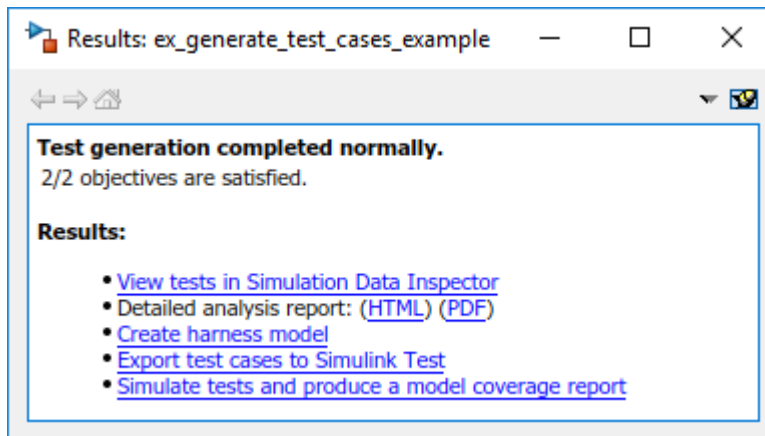 Results: ex_generate_test_cases_example
Test generation completed normally.
2/2 objectives are satisfied.
Results:
• View tests in Simulation Data Inspector
• Detailed analysis report: (HTML) (PDF)
• Create harness model
• Export test cases to Simulink Test
• Simulate tests and produce a model coverage report